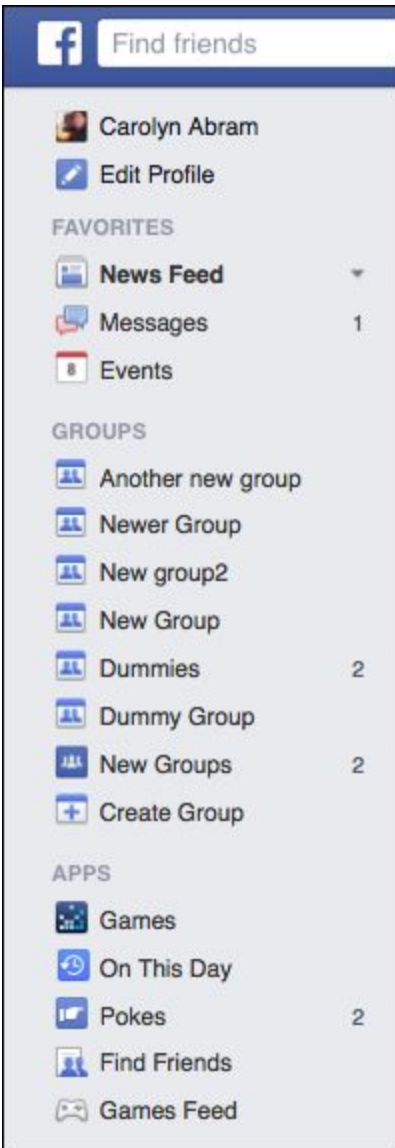 f
Find friends
Carolyn Abram
Edit Profile
FAVORITES
News Feed
Messages 1
8 Events
GROUPS
Another new group
Newer Group
New group2
New Group
Dummies 2
Dummy Group
New Groups 2
Create Group
APPS
Games
On This Day
Pokes 2
Find Friends
Games Feed